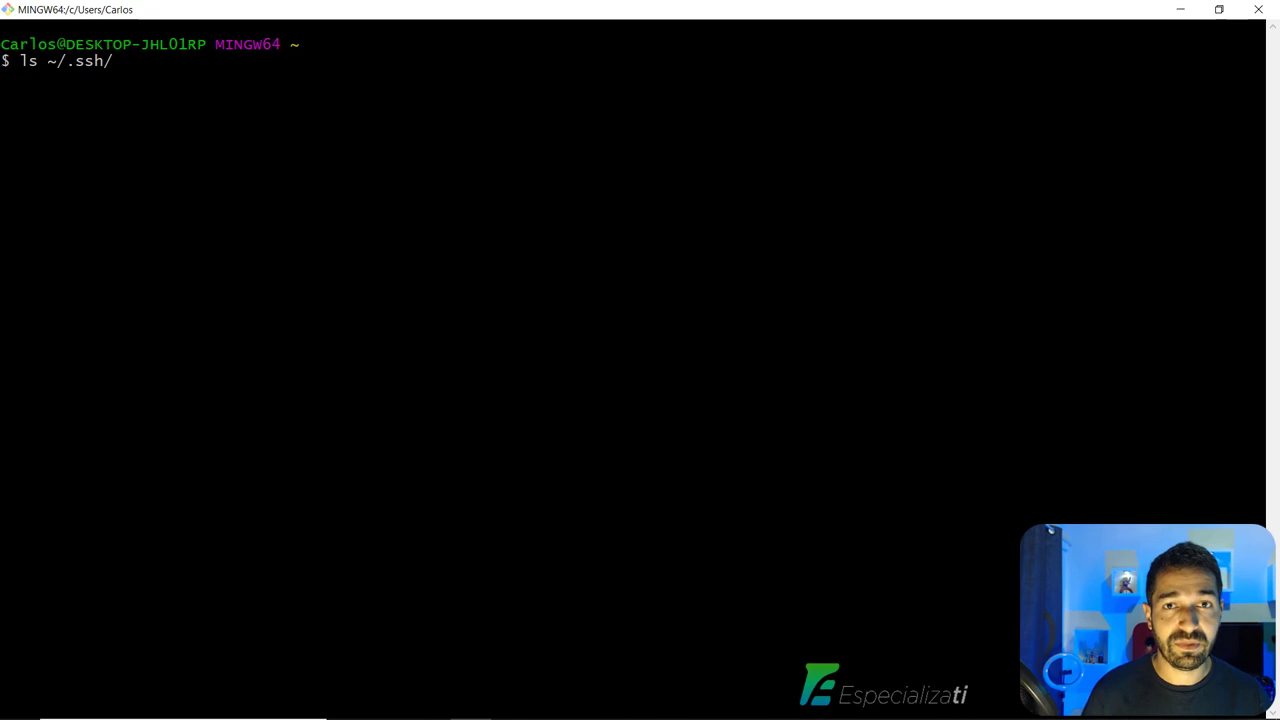 MINGW64:/c/Users/Carlos
Carlos@DESKTOP-JHL01RP MINGW64 ~
$ ls ~/.ssh/
Especializati